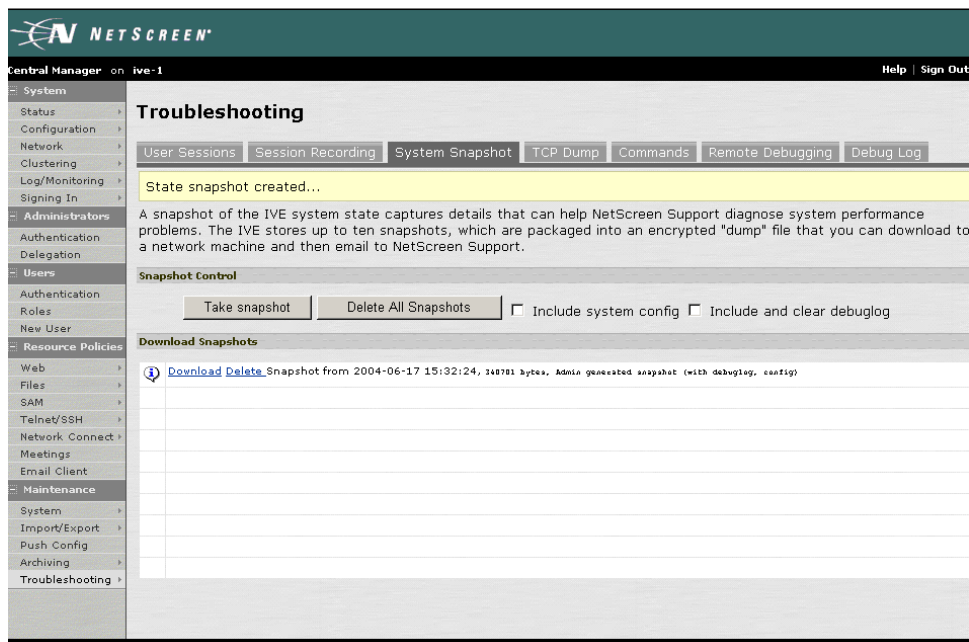 NETSCREEN
Central Manager on ive-1
Help | Sign Out
System
Status
Configuration
Network
Clustering
Log/Monitoring
Signing In
Administrators
Authentication
Delegation
Users
Authentication
Roles
New User
Resource Policies
Web
Files
SAM
Telnet/SSH
Network Connect
Meetings
Email Client
Maintenance
System
Import/Export
Push Config
Archiving
Troubleshooting
Troubleshooting
User Sessions Session Recording System Snapshot TCP Dump Commands Remote Debugging Debug Log
State snapshot created...
A snapshot of the IVE system state captures details that can help NetScreen Support diagnose system performance
problems. The IVE stores up to ten snapshots, which are packaged into an encrypted "dump" file that you can download to
a network machine and then email to NetScreen Support.
Snapshot Control
Take snapshot Delete All Snapshots Include system config Include and clear debuglog
Download Snapshots
Download Delete Snapshot from 2004-06-17 15:32:24, 340701 bytes, Admin generated snapshot (with debuglog, config)